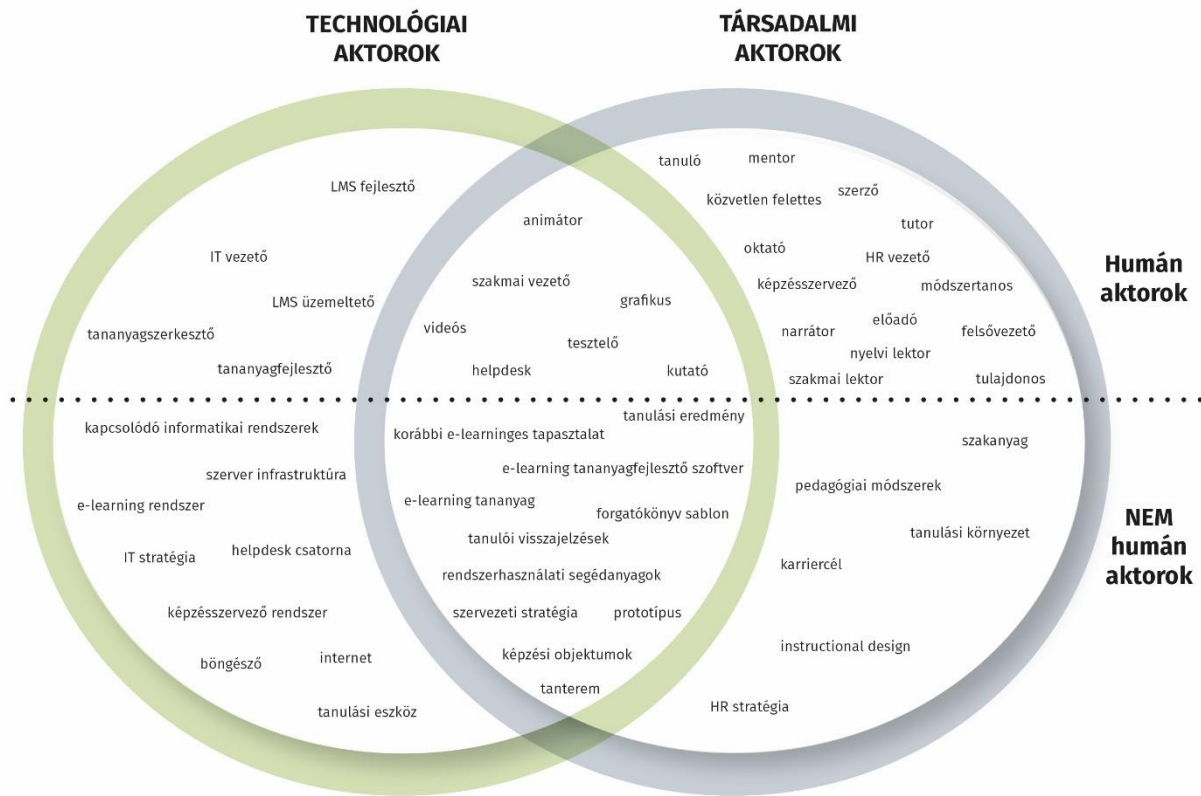 TECHNOLÓGIAI
AKTOROK
TÁRSADALMI
AKTOROK
LMS fejlesztő
IT vezető
LMS üzemeltető
tananyagszerkesztő
tananyagfejlesztő
animátor
szakmai vezető
grafikus
videós
tesztelő
helpdesk
kutató
tanuló
mentor
szerző
közvetlen felettes
tutor
oktató
HR vezető
képzésszervező
módszertanos
előadó
narrátor
felsővezető
nyelvi lektor
szakmai lektor
tulajdonos
Humán
aktorok
kapcsolódó informatikai rendszerek
szerver infrastruktúra
e-learning rendszer
IT stratégia
helpdesk csatorna
képzésszervező rendszer
böngésző
internet
tanulási eszköz
tanulási eredmény
korábbi e-learninges tapasztalat
e-learning tananyagfejlesztő szoftver
e-learning tananyag
forgatókönyv sablon
tanulói visszajelzések
rendszerhasználati segédanyagok
szervezeti stratégia
prototípus
képzési objektumok
tanterem
szakanyag
pedagógiai módszerek
tanulási környezet
karriercél
instructional design
HR stratégia
NEM
humán
aktorok